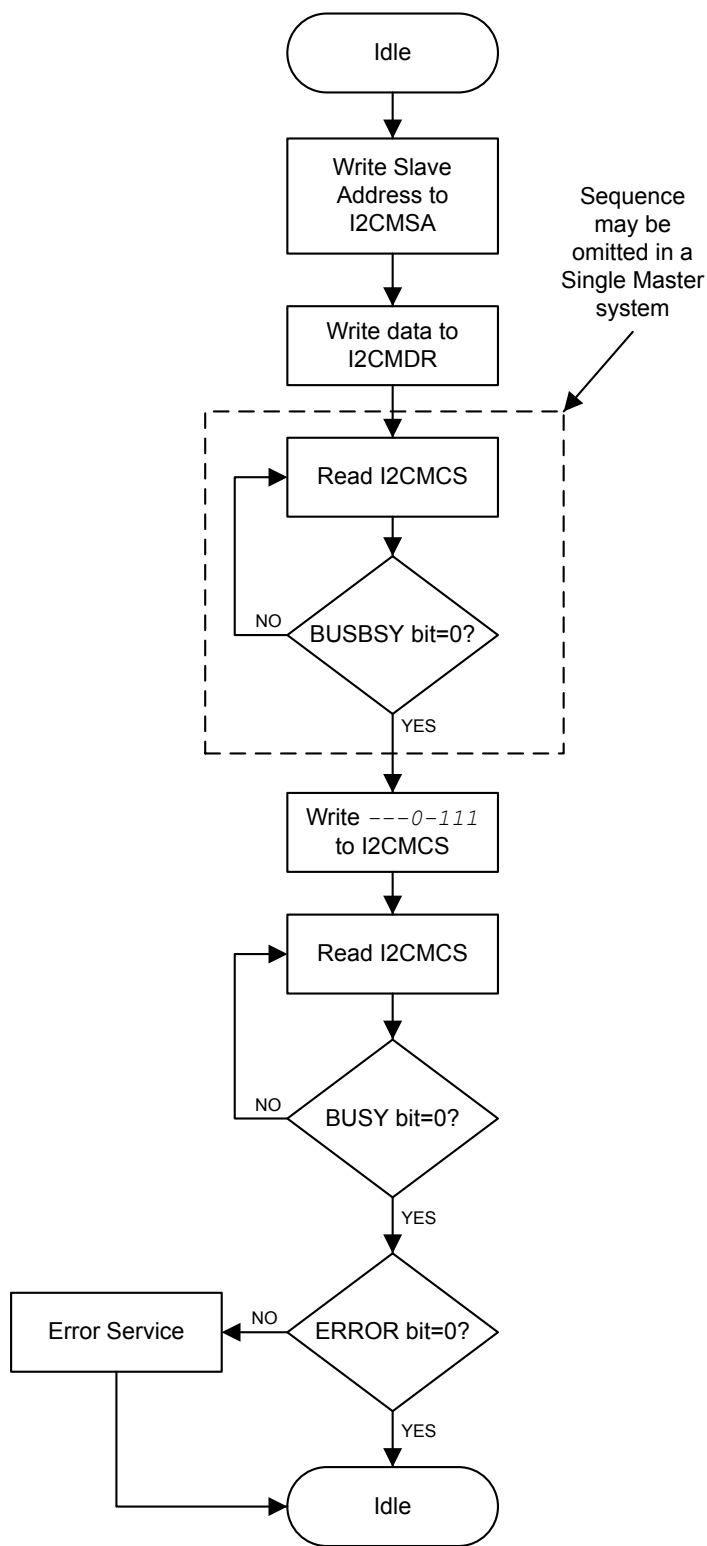 Idle
Write Slave
Address to
I2CMSA
Sequence
may be
omitted in a
Single Master
system
Write data to
I2CMDR
Read I2CMCS
NO
BUSBSY bit=0?
YES
Write ---0-111
to I2CMCS
Read I2CMCS
NO
BUSY bit=0?
YES
Error Service
NO
ERROR bit=0?
YES
Idle